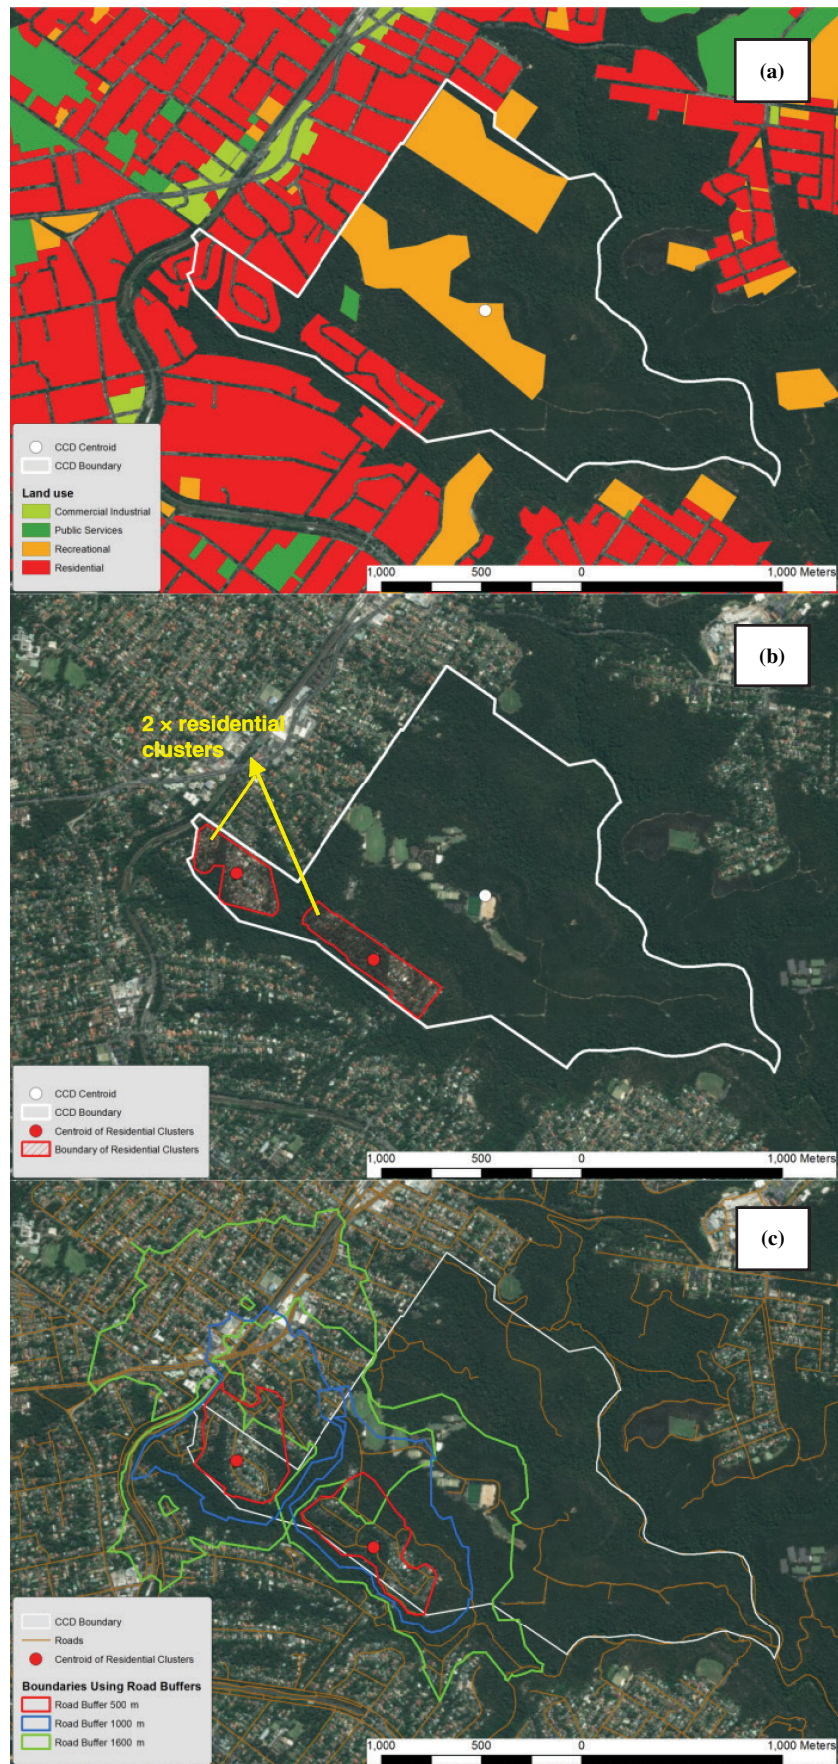 (a)
CCD Centroid
CCD Boundary
Land use
Commercial Industrial
Public Services
Recreational
Residential
1,000 500 0 1,000 Meters
(b)
2 × residential
clusters
CCD Centroid
CCD Boundary
Centroid of Residential Clusters
Boundary of Residential Clusters
1,000 500 0 1,000 Meters
(c)
CCD Boundary
Roads
Centroid of Residential Clusters
Boundaries Using Road Buffers
Road Buffer 500 m
Road Buffer 1000 m
Road Buffer 1600 m
1,000 500 0 1,000 Meters